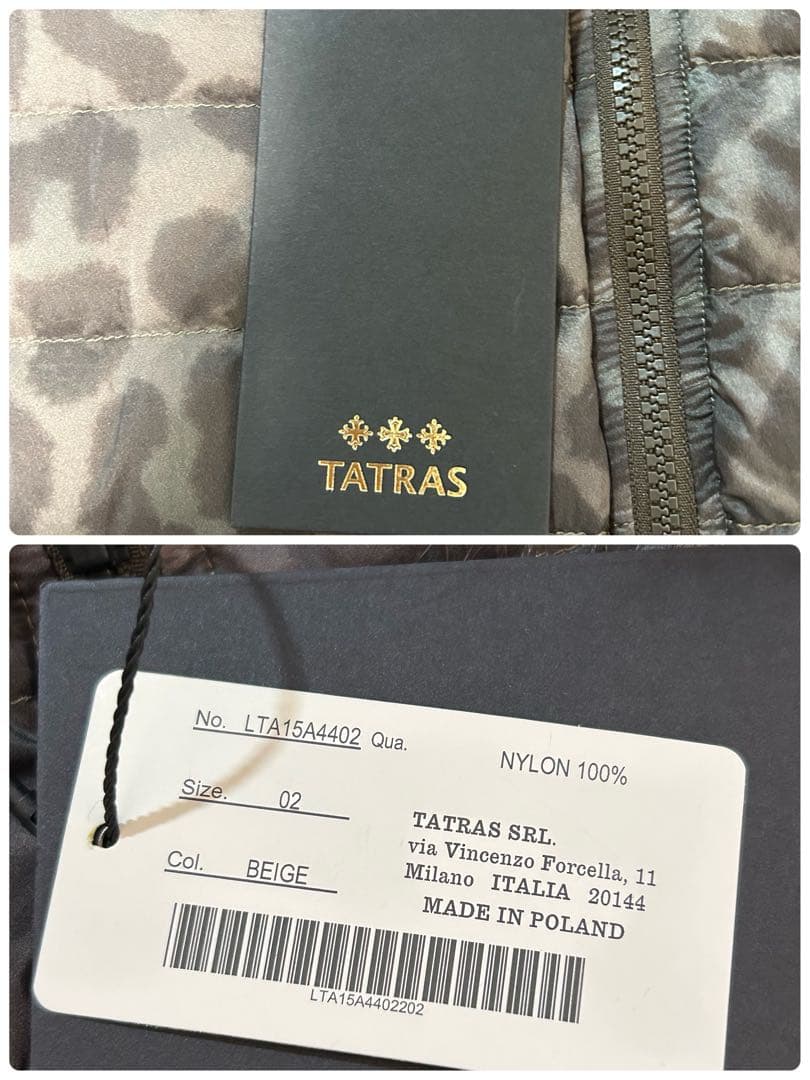 TATRAS
No. LTA15A4402 Qua.
NYLON 100%
Size. 02
Col. BEIGE
TATRAS SRL.
via Vincenzo Forcella, 11
Milano ITALIA 20144
MADE IN POLAND
LTA15A4402202